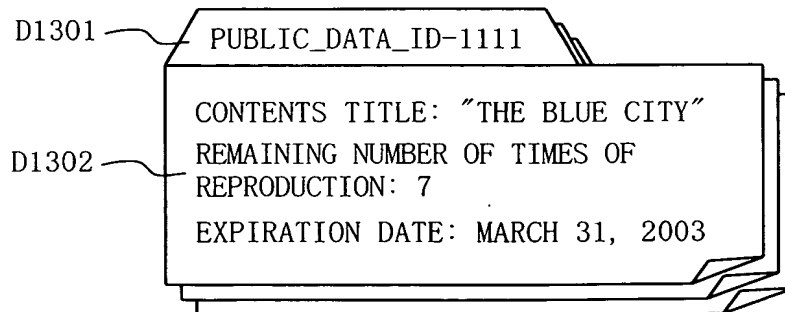 D1301
PUBLIC_DATA_ID-1111
CONTENTS TITLE: "THE BLUE CITY"
D1302
REMAINING NUMBER OF TIMES OF
REPRODUCTION: 7
EXPIRATION DATE: MARCH 31, 2003